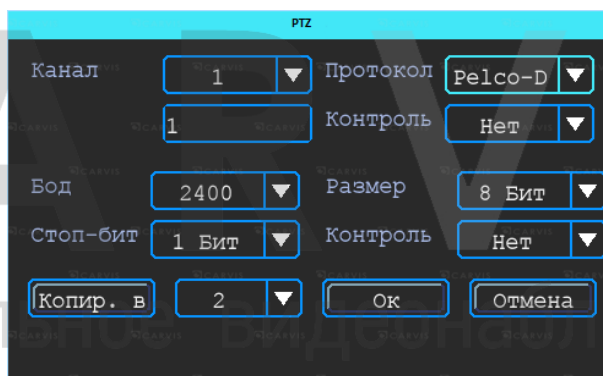 PTZ
Канал 1 Протокол Pelco-D
1 Контроль Нет
Бод 2400 Размер 8 Бит
Стоп-бит 1 Бит Контроль Нет
Копир. в 2 Ок Отмена
CARVIS